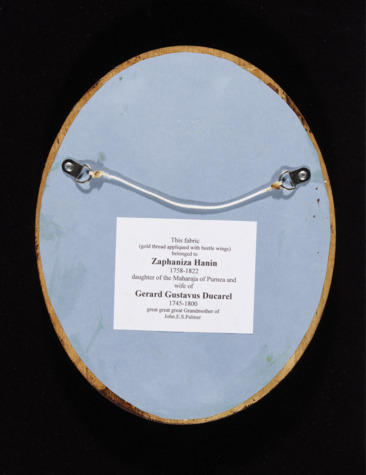 This fabric
(gold thread appliqued with beetle wings)
belonged to
Zaphaniza Hanin
1758-1822
daughter of the Maharaja of Purnea and
wife of
Gerard Gustavus Ducarel
1745-1800
great great great Grandmother of
John.E.S.Palmer